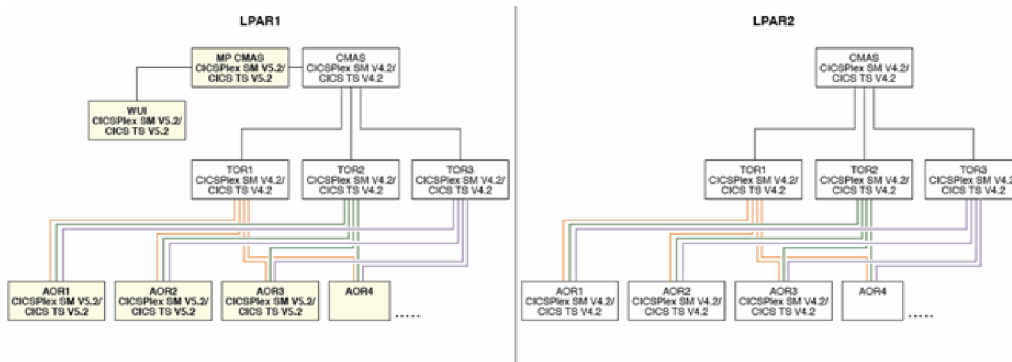 LPAR1
MP CMAS
CICSPlex SM V5.2/
CICS TS V5.2
CMAS
CICSPlex SM V4.2/
CICS TS V4.2
WUI
CICSPlex SM V5.2/
CICS TS V5.2
TOR1
CICSPlex SM V4.2/
CICS TS V4.2
TOR2
CICSPlex SM V4.2/
CICS TS V4.2
TOR3
CICSPlex SM V4.2/
CICS TS V4.2
AOR1
CICSPlex SM V5.2/
CICS TS V5.2
AOR2
CICSPlex SM V5.2/
CICS TS V5.2
AOR3
CICSPlex SM V5.2/
CICS TS V5.2
AOR4
.....
LPAR2
CMAS
CICSPlex SM V4.2/
CICS TS V4.2
TOR1
CICSPlex SM V4.2/
CICS TS V4.2
TOR2
CICSPlex SM V4.2/
CICS TS V4.2
TOR3
CICSPlex SM V4.2/
CICS TS V4.2
AOR1
CICSPlex SM V4.2/
CICS TS V4.2
AOR2
CICSPlex SM V4.2/
CICS TS V4.2
AOR3
CICSPlex SM V4.2/
CICS TS V4.2
AOR4
.....